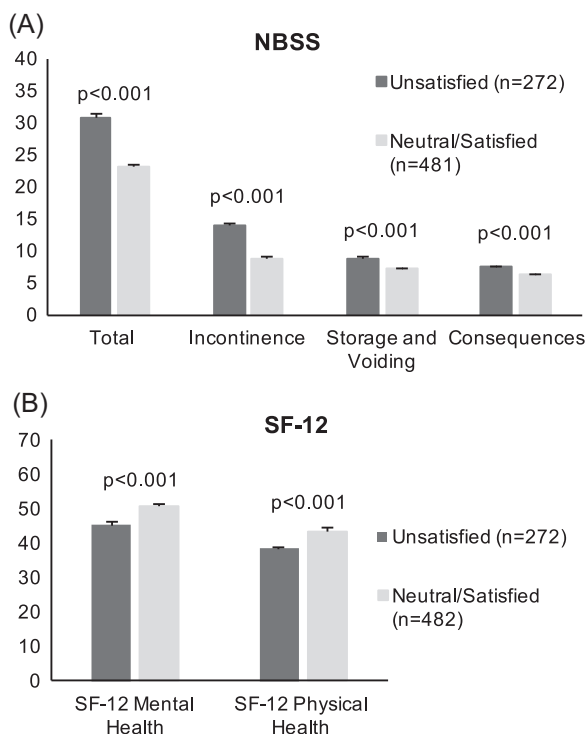 (A)
NBSS
40
35
30
25
20
15
10
5
0
p<0.001
p<0.001
p<0.001
p<0.001
Unsatisfied (n=272)
Neutral/Satisfied
(n=481)
Total
Incontinence
Storage and
Voiding
Consequences
(B)
SF-12
70
60
50
40
30
20
10
0
p<0.001
p<0.001
Unsatisfied (n=272)
Neutral/Satisfied
(n=482)
SF-12 Mental
Health
SF-12 Physical
Health